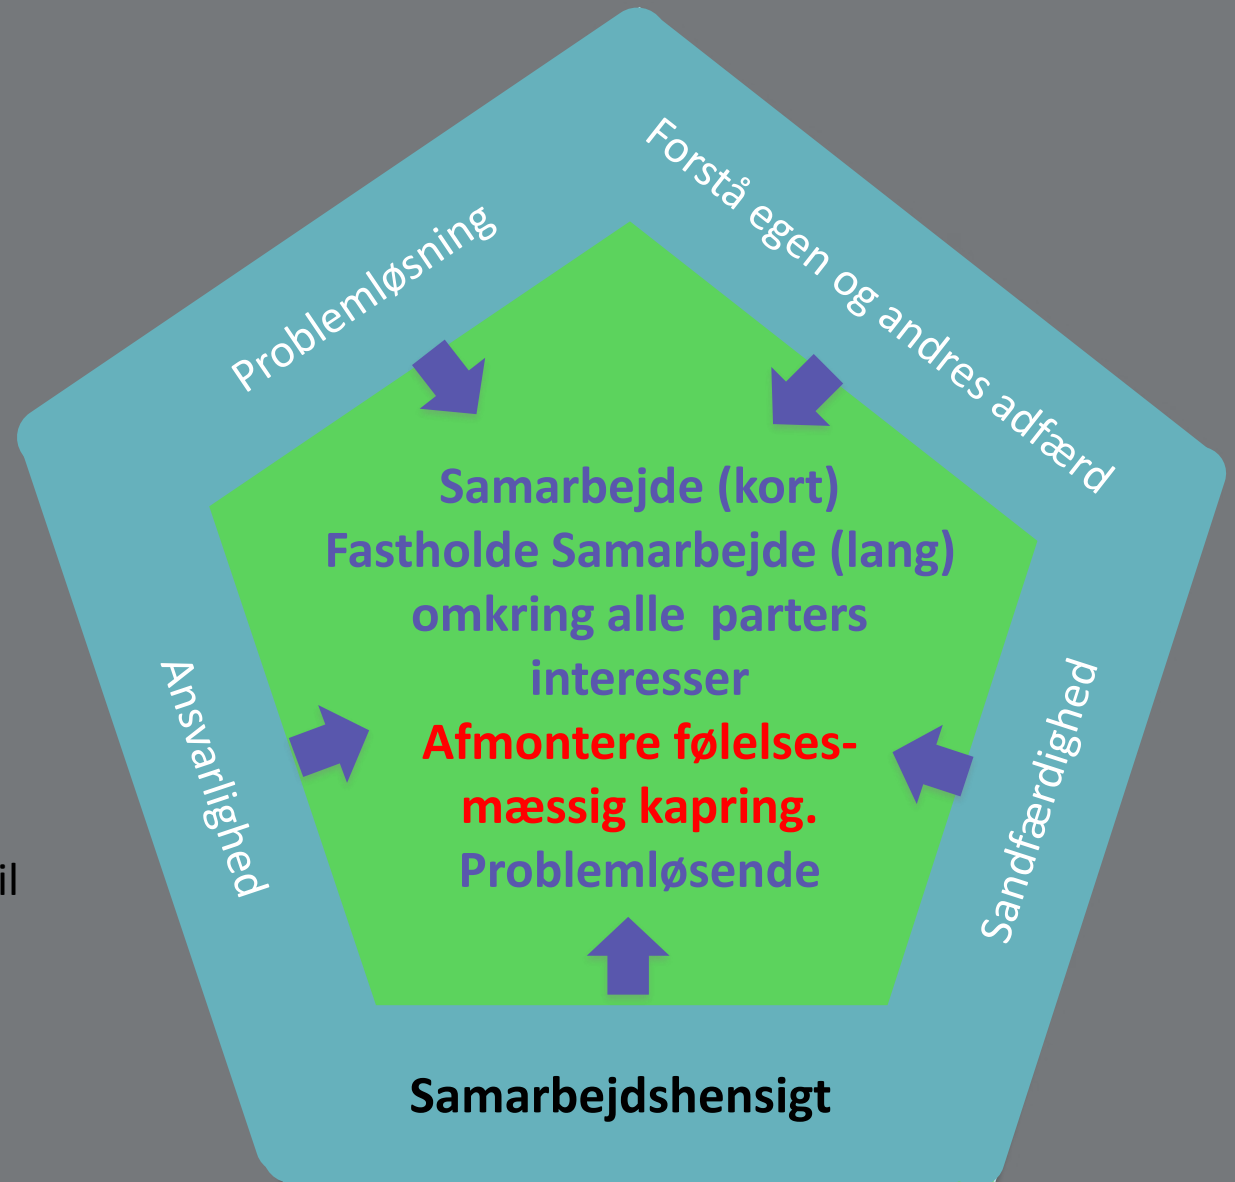 Problemløsning
Forstå egen og andres adfærd
Samarbejde (kort)
Fastholde Samarbejde (lang)
omkring alle  parters
interesser
Afmontere følelses-
mæssig kapring.
Problemløsende
Ansvarlighed
Sandfærdighed
il
Samarbejdshensigt